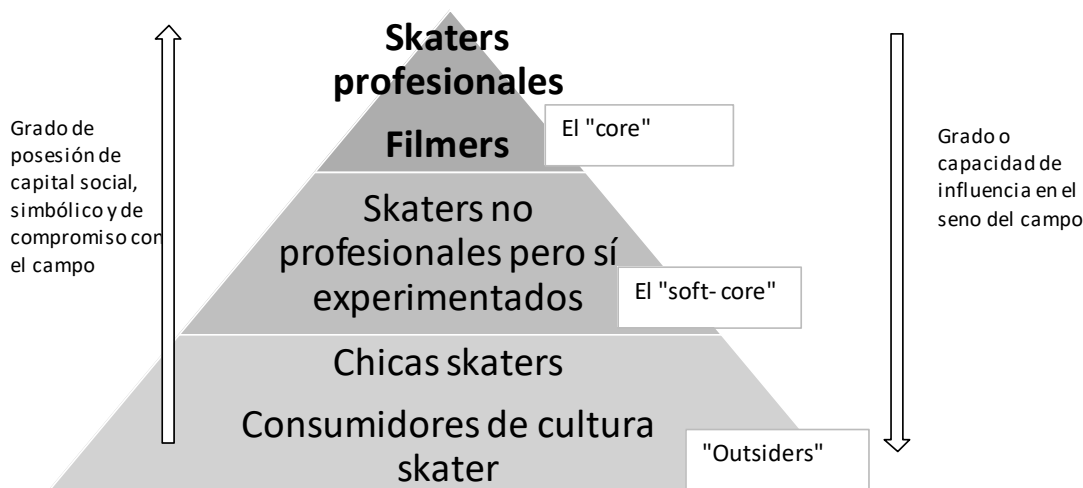 Skaters
profesionales
Filmers
El "core"
Grado de
posesión de
capital social,
simbólico y de
compromiso con
el campo
Grado o
capacidad de
influencia en el
seno del campo
Skaters no
profesionales pero sí
experimentados
El "soft- core"
Chicas skaters
Consumidores de cultura
skater
"Outsiders"